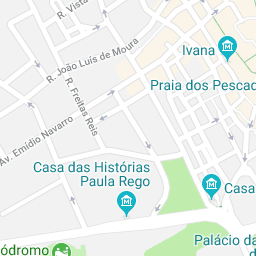 R. Vista
Ivana
R. João Luís de Moura
Praia dos Pescad
R. Freitas Reis
Av. Emídio Navarro
Casa das Histórias
Paula Rego
Casa
Palácio da
d
ódromo